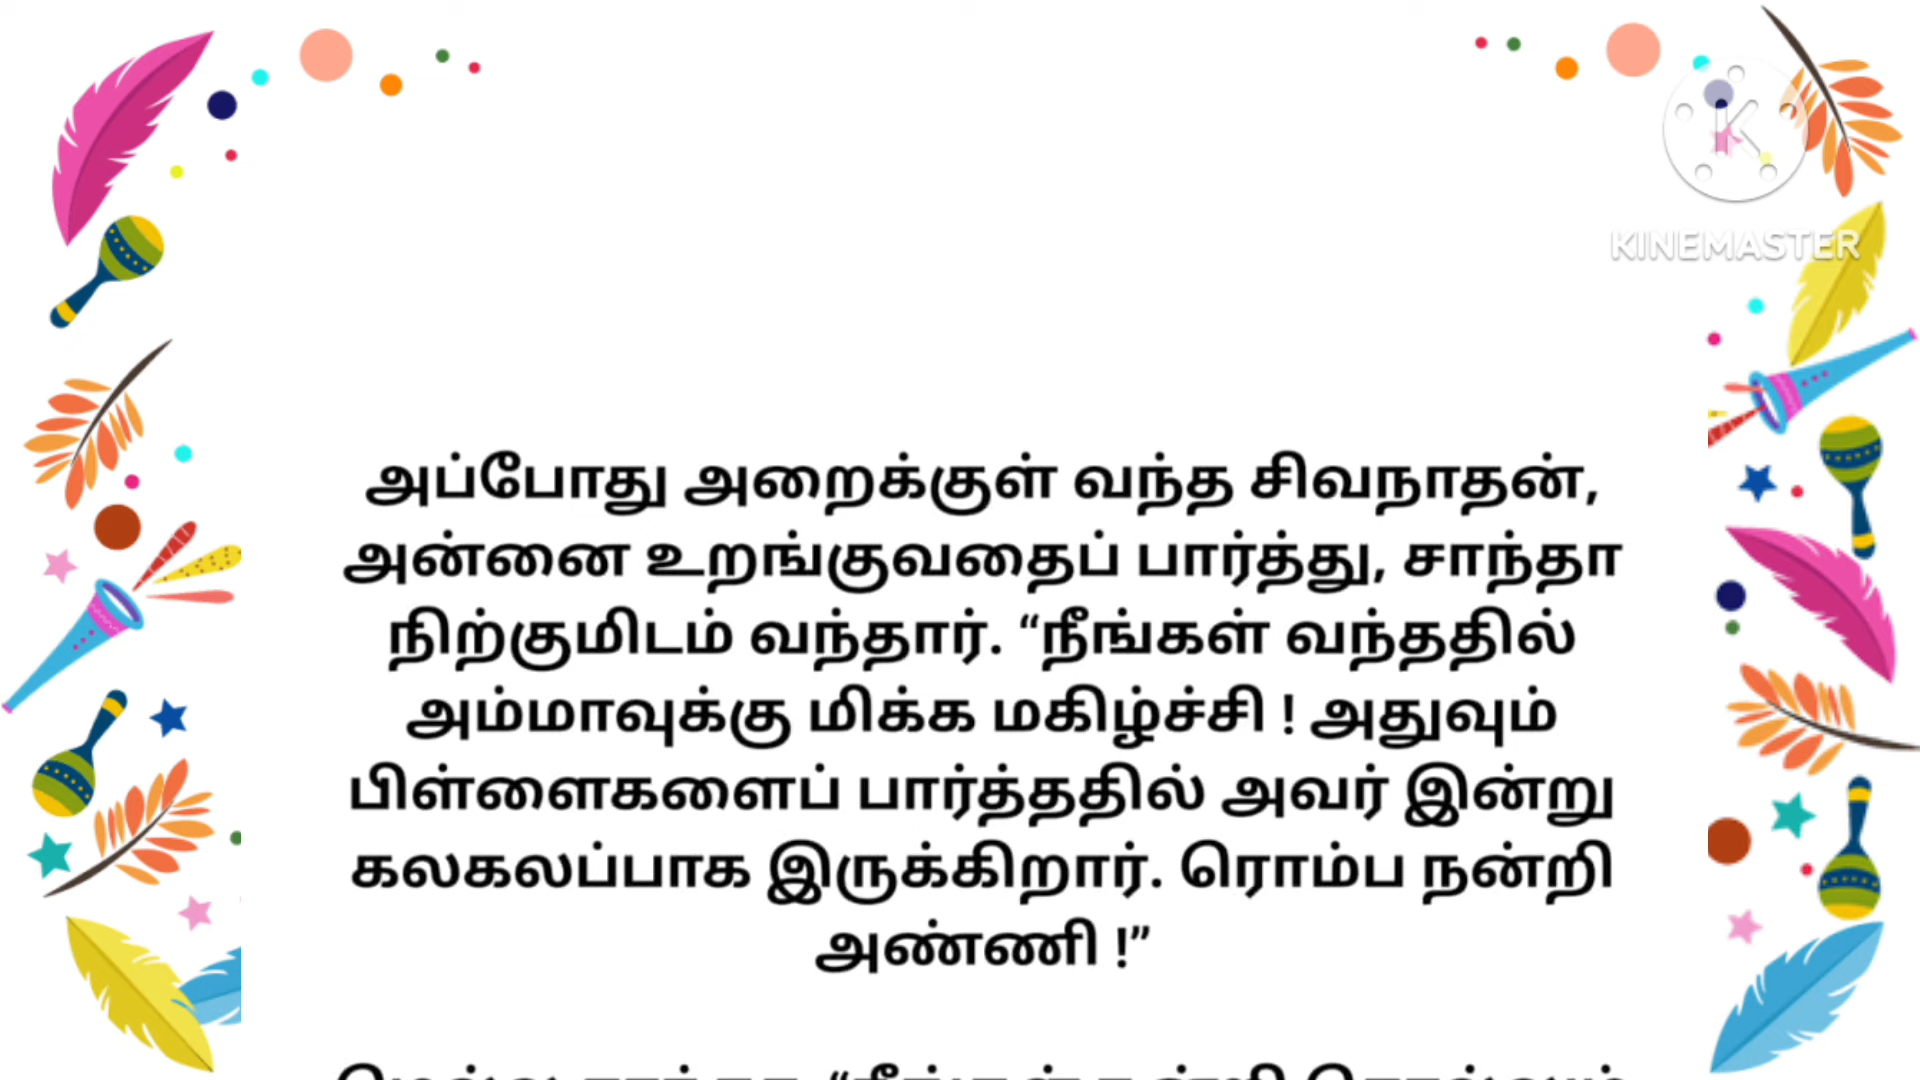 KINEMASTER
அப்போது அறைக்குள் வந்த சிவநாதன்,
அன்னை உறங்குவதைப் பார்த்து, சாந்தா
நிற்குமிடம் வந்தார். “நீங்கள் வந்ததில்
அம்மாவுக்கு மிக்க மகிழ்ச்சி ! அதுவும்
பிள்ளைகளைப் பார்த்ததில் அவர் இன்று
கலகலப்பாக இருக்கிறார். ரொம்ப நன்றி
அண்ணி !”